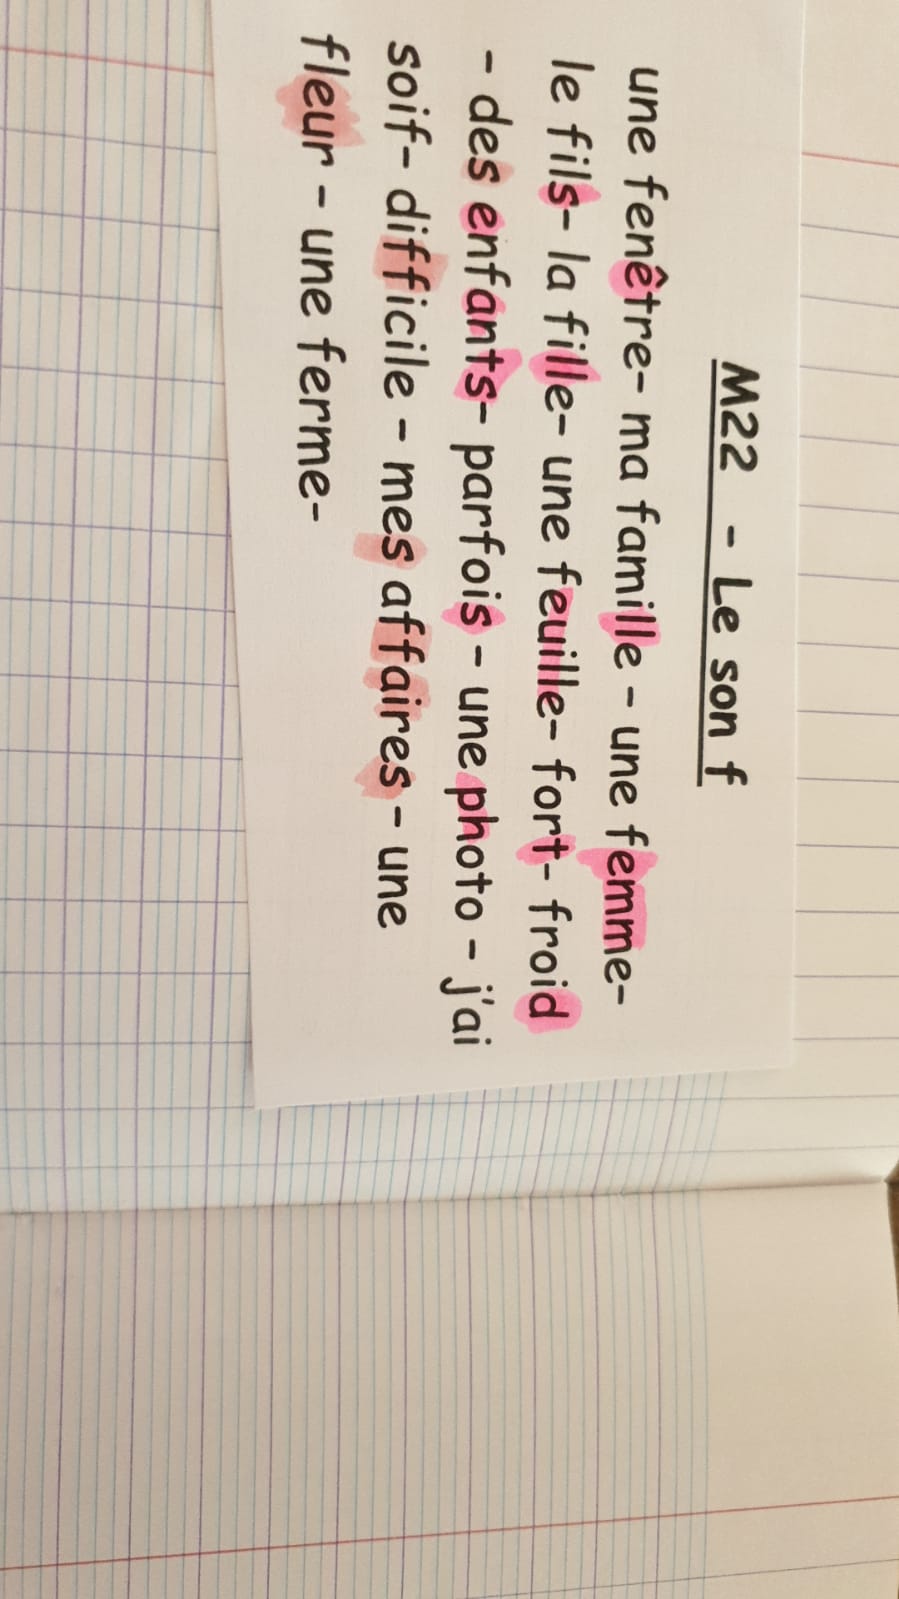 M22 - Le son f
une fenêtre- ma famille - une femme-
le fils- la fille- une feuille- fort- froid
- des enfants- parfois - une photo - j'ai
soif- difficile - mes affaires - une
fleur - une ferme-